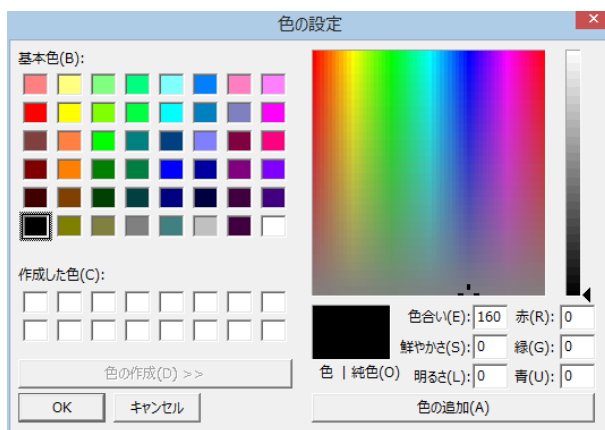 色の設定
基本色(B):
作成した色(C):
色の作成(D) >>
OK
キャンセル
色 | 純色(O)
色合い(E): 160
鮮やかさ(S): 0
明るさ(L): 0
赤(R): 0
緑(G): 0
青(U): 0
色の追加(A)